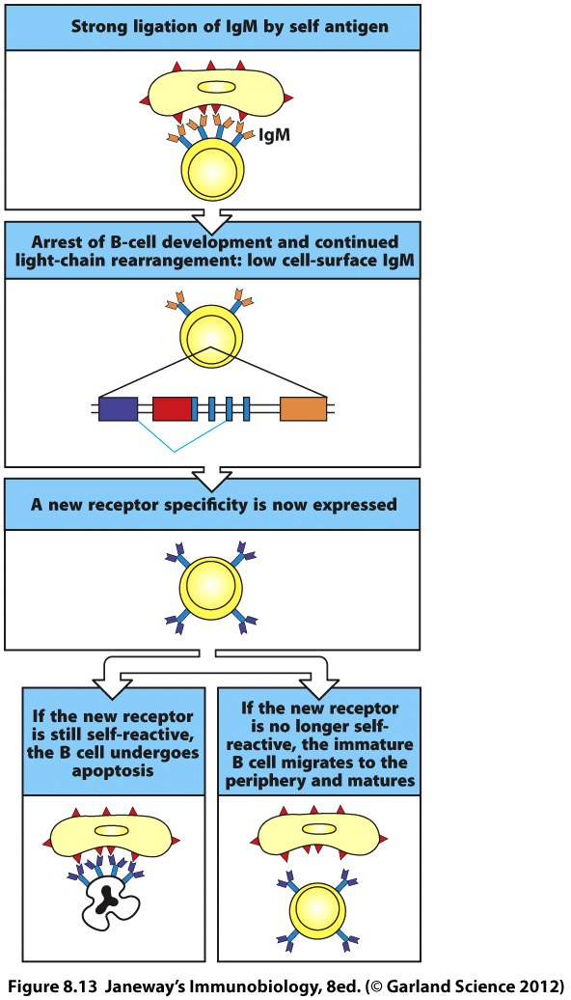 Strong ligation of IgM by self antigen
IgM
Arrest of B-cell development and continued
light-chain rearrangement: low cell-surface IgM
A new receptor specificity is now expressed
If the new receptor
is still self-reactive,
the B cell undergoes
apoptosis
If the new receptor
is no longer self-
reactive, the immature
B cell migrates to the
periphery and matures
Figure 8.13 Janeway’s Immunobiology, 8ed. (© Garland Science 2012)